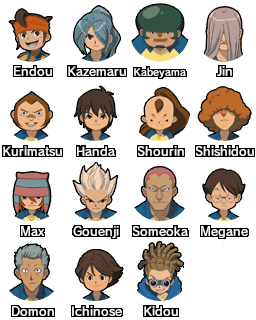 Endou Kazemaru Kabeyama Jin
Kurimatsu Handa Shourin Shishidou
Max Gouenji Someoka Megane
Domon Ichinose Kidou